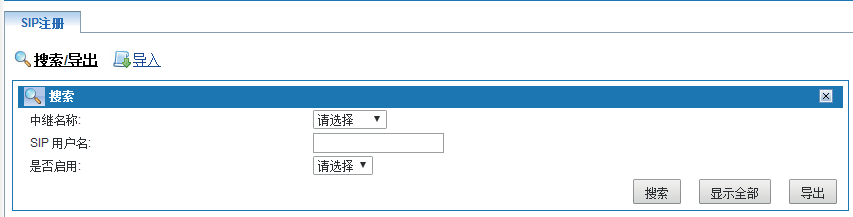 SIP注册
搜索/导出 导入
搜索
中继名称: 请选择
SIP 用户名:
是否启用: 请选择
搜索 显示全部 导出